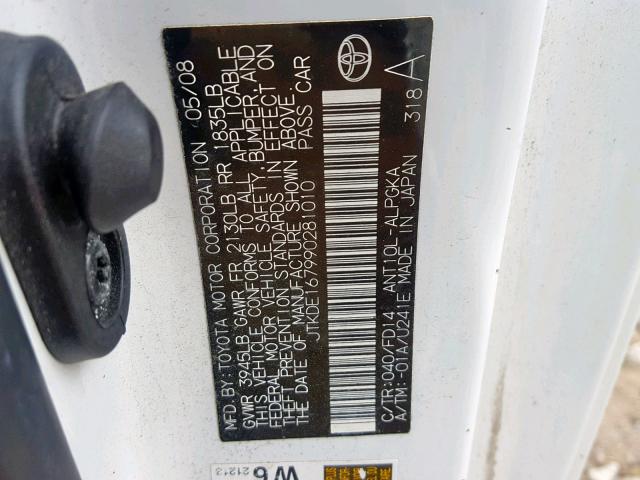 MFD. BY: TOYOTA MOTOR CORPORATION 05/08
GVWR 3945LB GAWR FR 2130LB RR 1835LB
THIS VEHICLE CONFORMS TO ALL APPLICABLE
FEDERAL MOTOR VEHICLE SAFETY, BUMPER, AND
THEFT PREVENTION STANDARDS IN EFFECT ON
THE DATE OF MANUFACTURE SHOWN ABOVE.
JTKDE167990281010 PASS CAR
318 A
C/TR:040/FD14 ANT10L-ALPGKA
A/TM:-01A/U241E MADE IN JAPAN
W6
21213